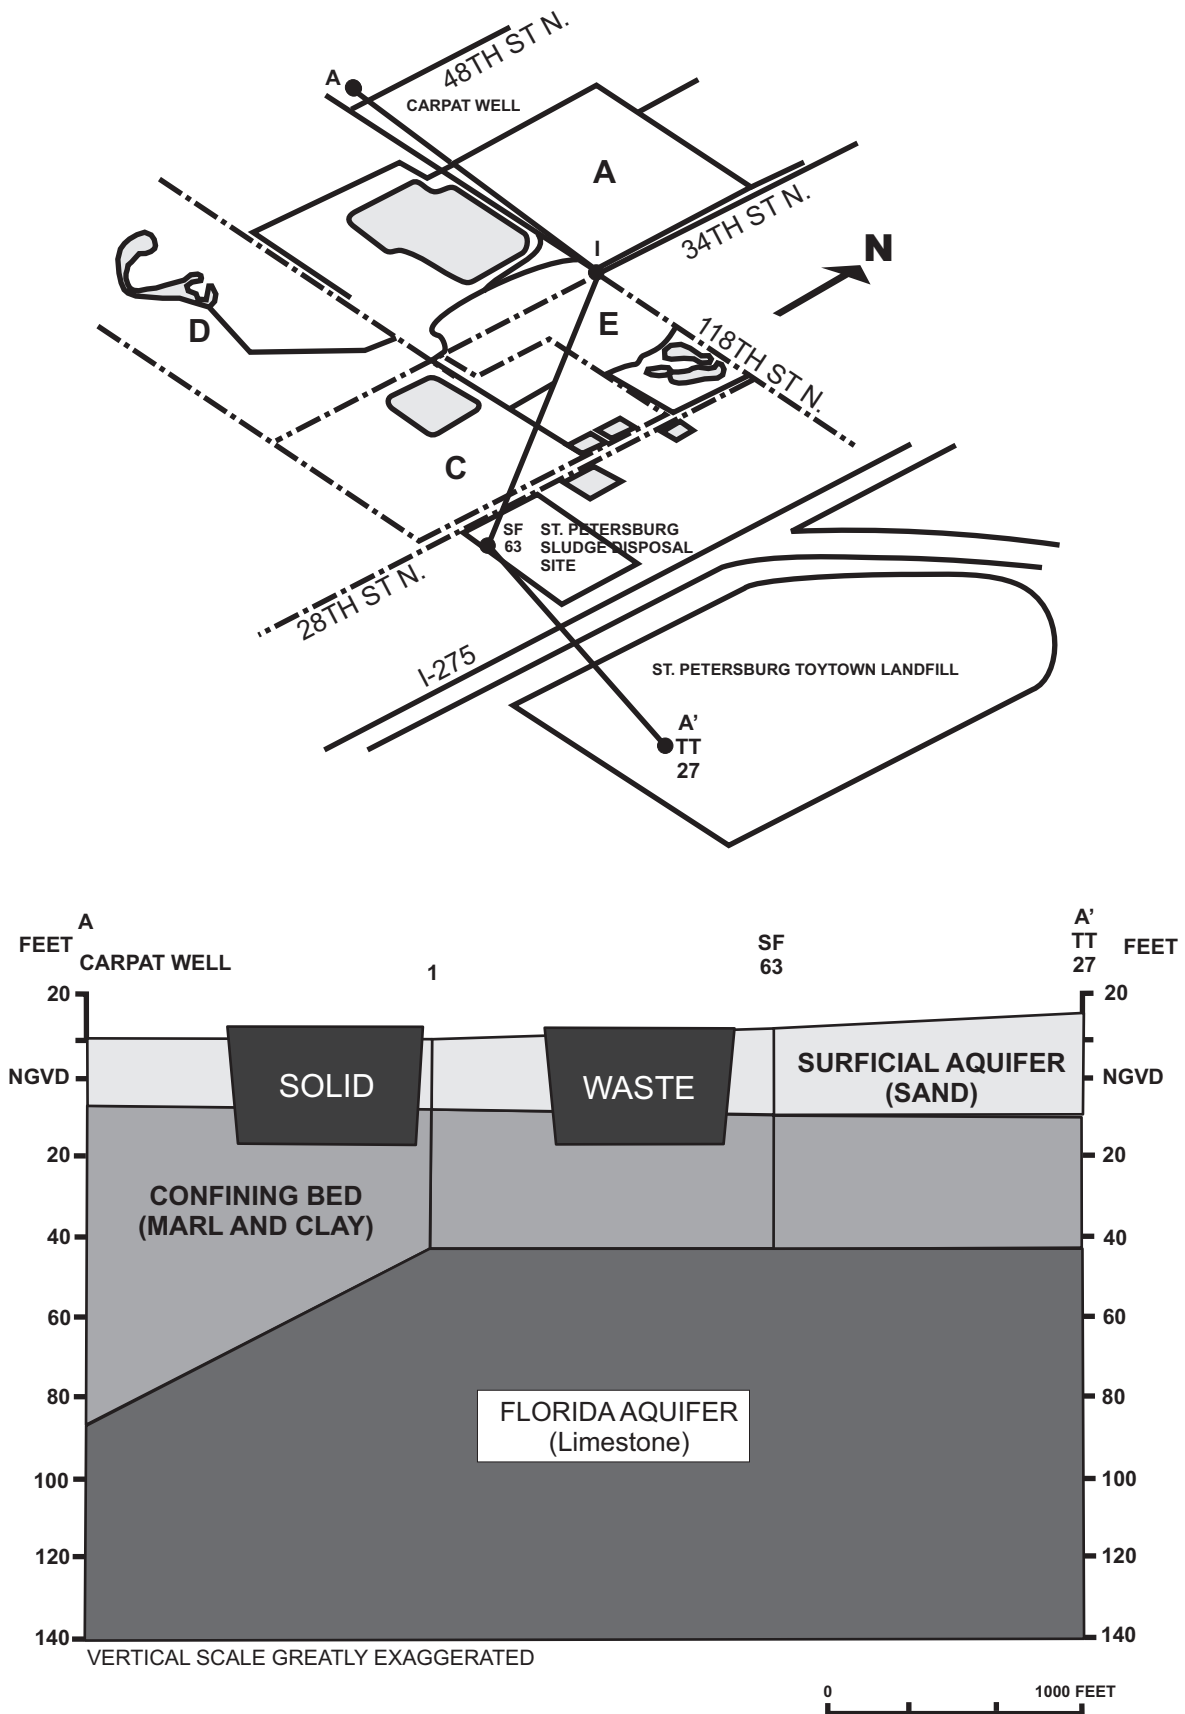 48TH ST N.
A
CARPAT WELL
A
34TH ST N.
I
N
D
E
118TH ST N.
C
SF
63
ST. PETERSBURG
SLUDGE DISPOSAL
SITE
28TH ST N.
I-275
ST. PETERSBURG TOYTOWN LANDFILL
A'
TT
27
A
FEET
CARPAT WELL
1
SF
63
A'
TT
27
FEET
20
20
NGVD
SOLID
WASTE
SURFICIAL AQUIFER
(SAND)
NGVD
20
20
CONFINING BED
(MARL AND CLAY)
40
40
60
60
80
80
FLORIDA AQUIFER
(Limestone)
100
100
120
120
140
140
VERTICAL SCALE GREATLY EXAGGERATED
0
1000 FEET